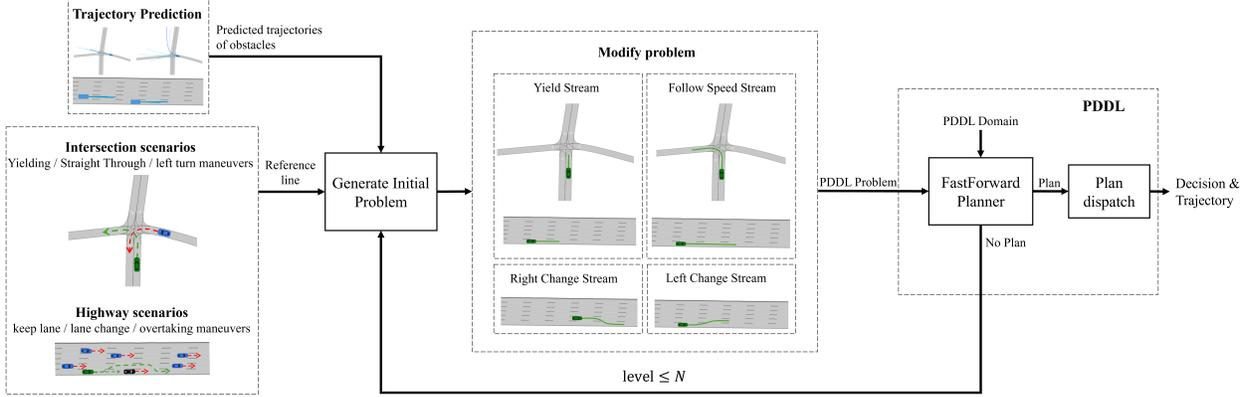 Trajectory Prediction
Predicted trajectories
of obstacles
Intersection scenarios
Yielding / Straight Through / left turn maneuvers
Highway scenarios
keep lane / lane change / overtaking maneuvers
Reference
line
Generate Initial
Problem
Modify problem
Yield Stream
Follow Speed Stream
Right Change Stream
Left Change Stream
PDDL Problem
PDDL
PDDL Domain
FastForward
Planner
Plan
Plan
dispatch
Decision &
Trajectory
No Plan
level ≤ N